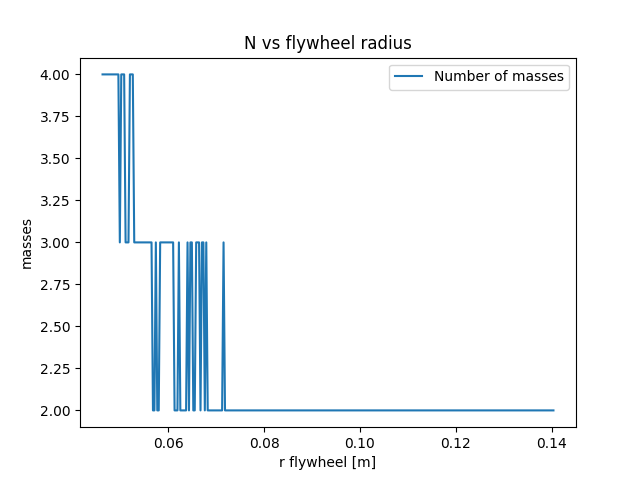 N vs flywheel radius
Number of masses
masses
4.00
3.75
3.50
3.25
3.00
2.75
2.50
2.25
2.00
0.06 0.08 0.10 0.12 0.14
r flywheel [m]